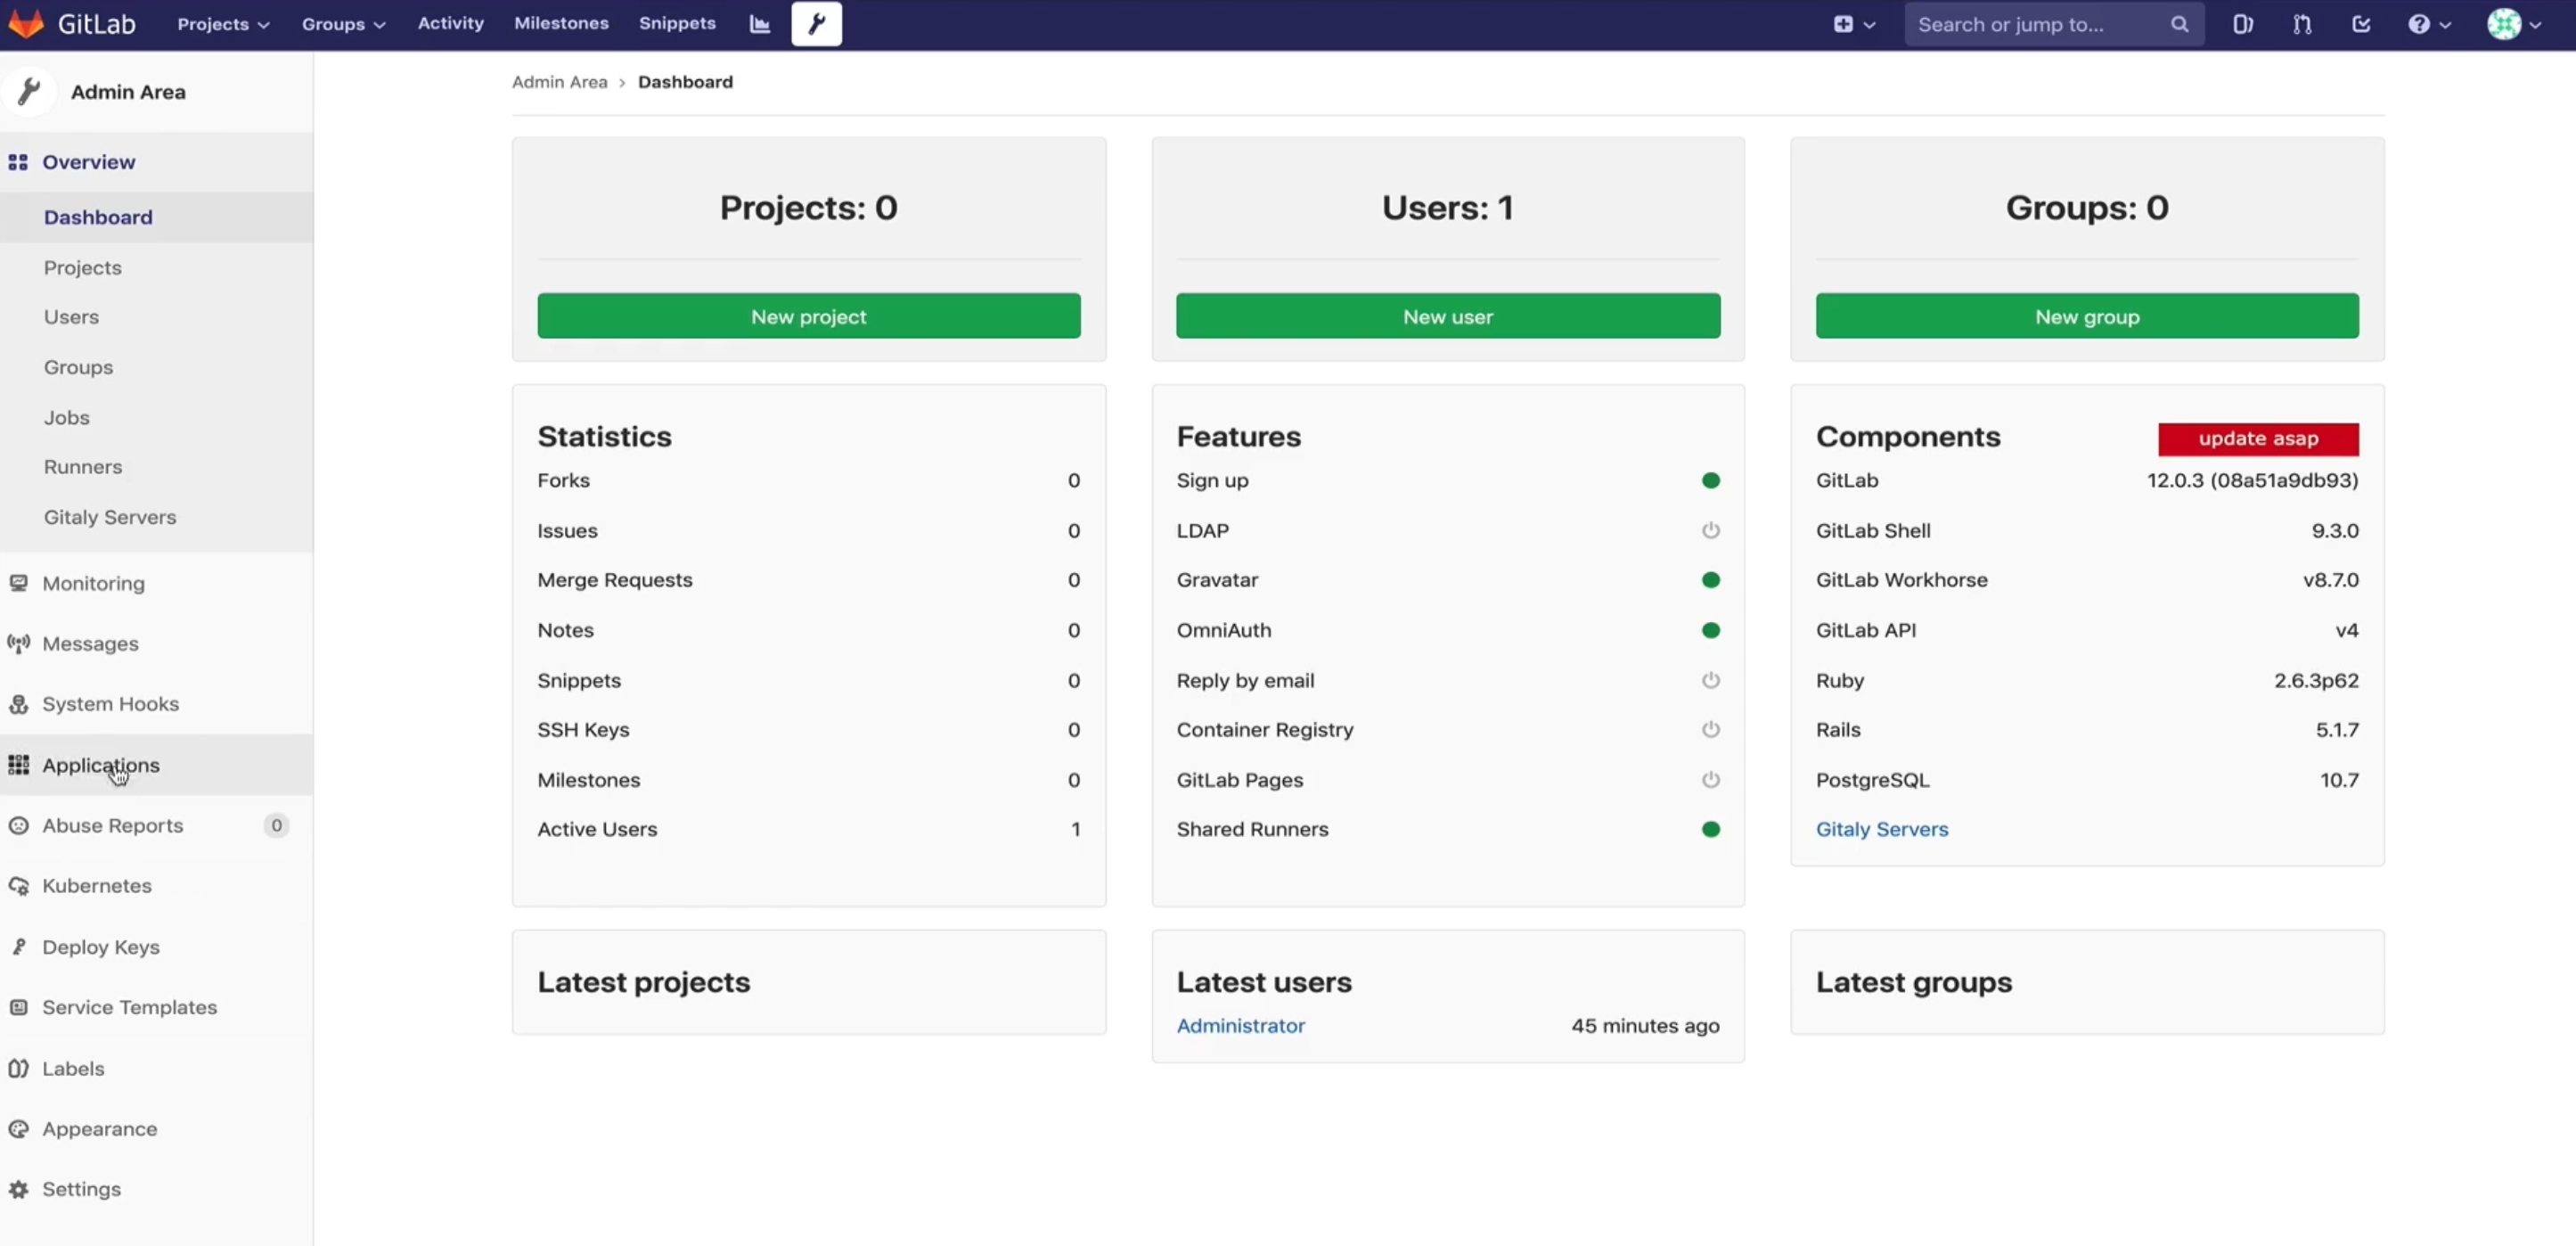 GitLab Projects Groups Activity Milestones Snippets Search or jump to...
Admin Area
Overview
Dashboard
Projects
Users
Groups
Jobs
Runners
Gitaly Servers
Monitoring
Messages
System Hooks
Applications
Abuse Reports 0
Kubernetes
Deploy Keys
Service Templates
Labels
Appearance
Settings
Admin Area > Dashboard
Projects: 0
New project
Users: 1
New user
Groups: 0
New group
Statistics
Forks 0
Issues 0
Merge Requests 0
Notes 0
Snippets 0
SSH Keys 0
Milestones 0
Active Users 1
Features
Sign up
LDAP
Gravatar
OmniAuth
Reply by email
Container Registry
GitLab Pages
Shared Runners
Components update asap
GitLab 12.0.3 (08a51a9db93)
GitLab Shell 9.3.0
GitLab Workhorse v8.7.0
GitLab API v4
Ruby 2.6.3p62
Rails 5.1.7
PostgreSQL 10.7
Gitaly Servers
Latest projects
Latest users
Administrator 45 minutes ago
Latest groups